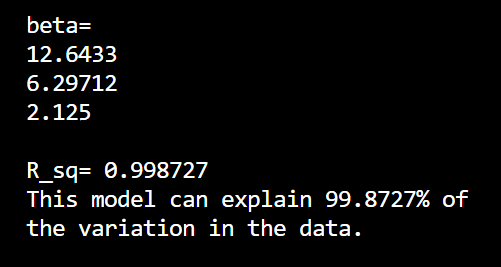 beta=
12.6433
6.29712
2.125
R_sq= 0.998727
This model can explain 99.8727% of
the variation in the data.